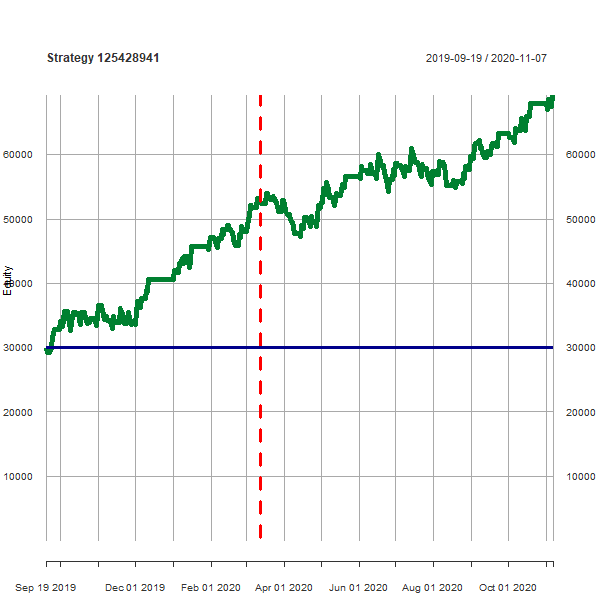 Strategy 125428941 2019-09-19 / 2020-11-07
60000 60000
50000 50000
Equity
40000 40000
30000 30000
20000 20000
10000 10000
Sep 19 2019 Dec 01 2019 Feb 01 2020 Apr 01 2020 Jun 01 2020 Aug 01 2020 Oct 01 2020